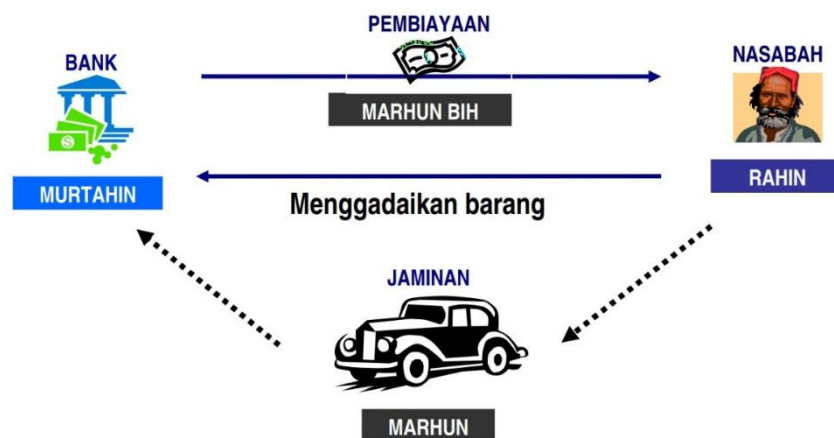 PEMBIAYAAN
BANK
NASABAH
MARHUN BIH
MURTAHIN
RAHIN
Menggadaikan barang
JAMINAN
MARHUN